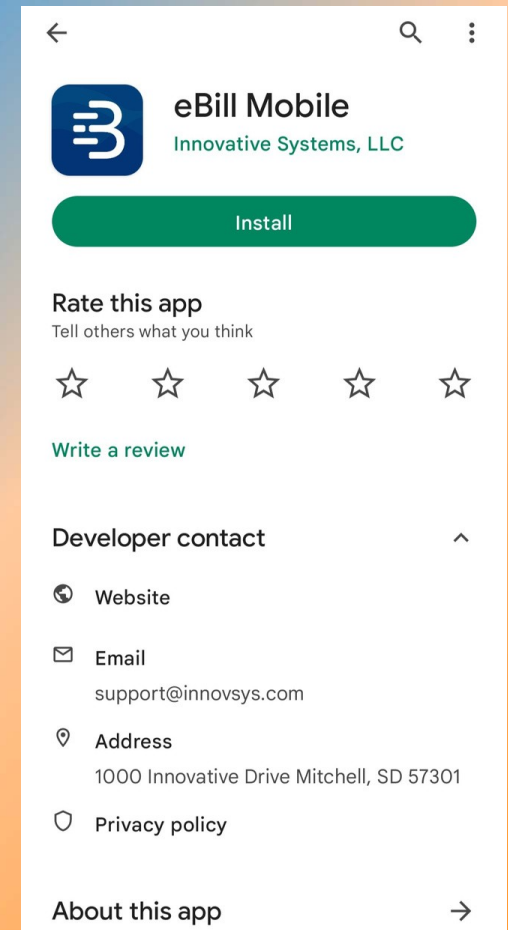 eBill Mobile
Innovative Systems, LLC
Install
Rate this app
Tell others what you think
Write a review
Developer contact
Website
Email
support@innovsys.com
Address
1000 Innovative Drive Mitchell, SD 57301
Privacy policy
About this app